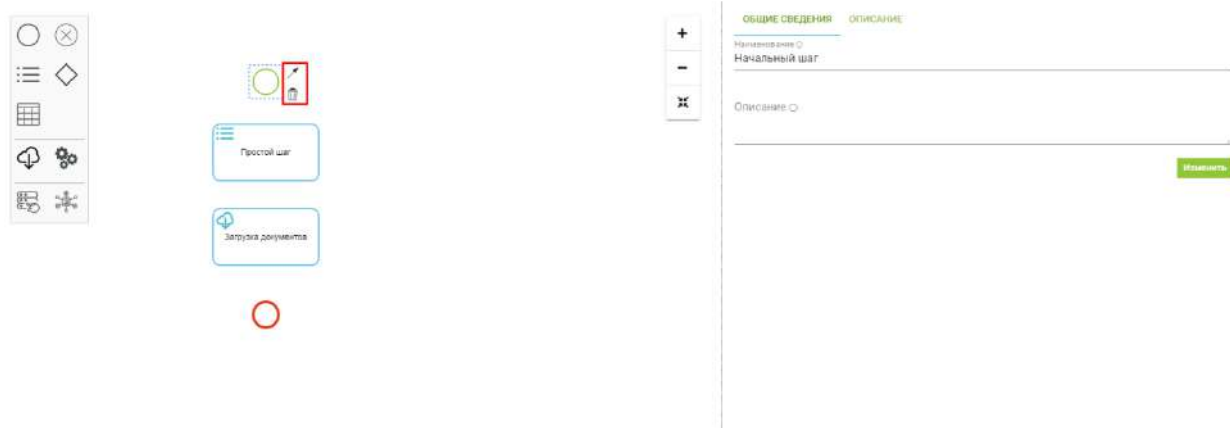 ОБЩИЕ СВЕДЕНИЯ ОПИСАНИЕ
Наименование
Начальный шаг
Описание
Изменить
Простой шаг
Загрузка документов